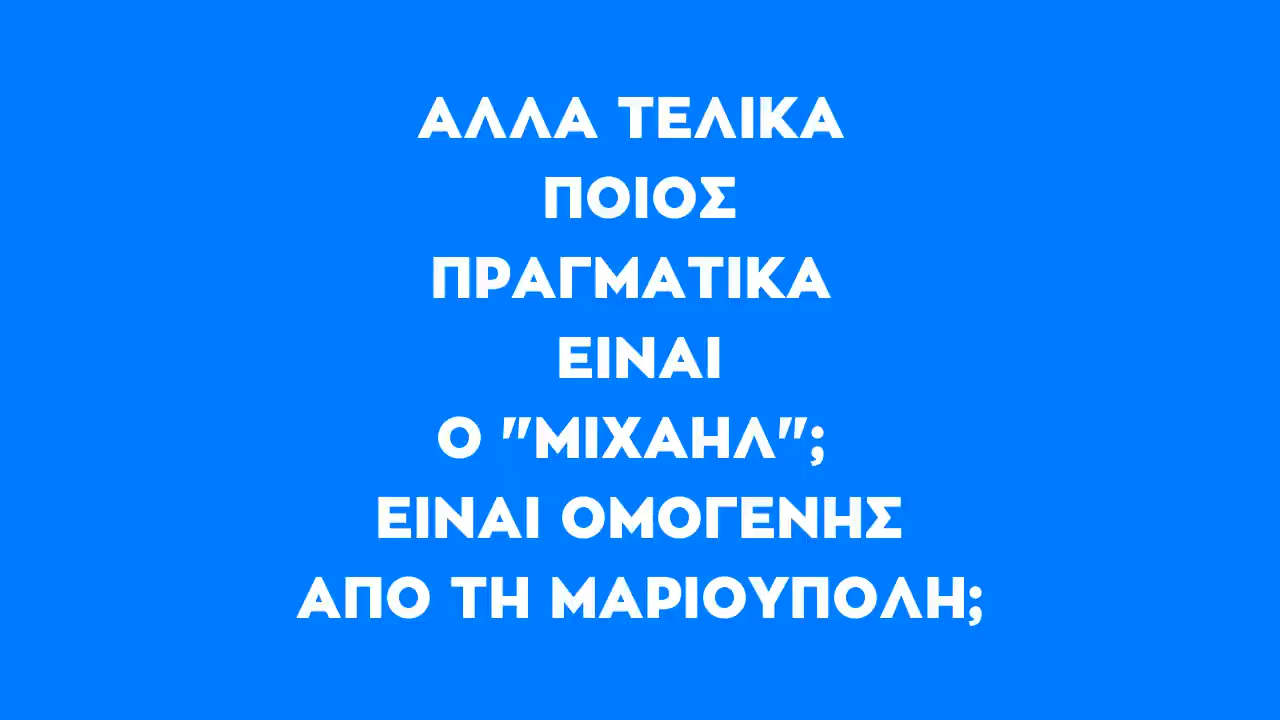 ΑΛΛΑ ΤΕΛΙΚΑ
ΠΟΙΟΣ
ΠΡΑΓΜΑΤΙΚΑ
ΕΙΝΑΙ
Ο "ΜΙΧΑΗΛ";
ΕΙΝΑΙ ΟΜΟΓΕΝΗΣ
ΑΠΟ ΤΗ ΜΑΡΙΟΥΠΟΛΗ;